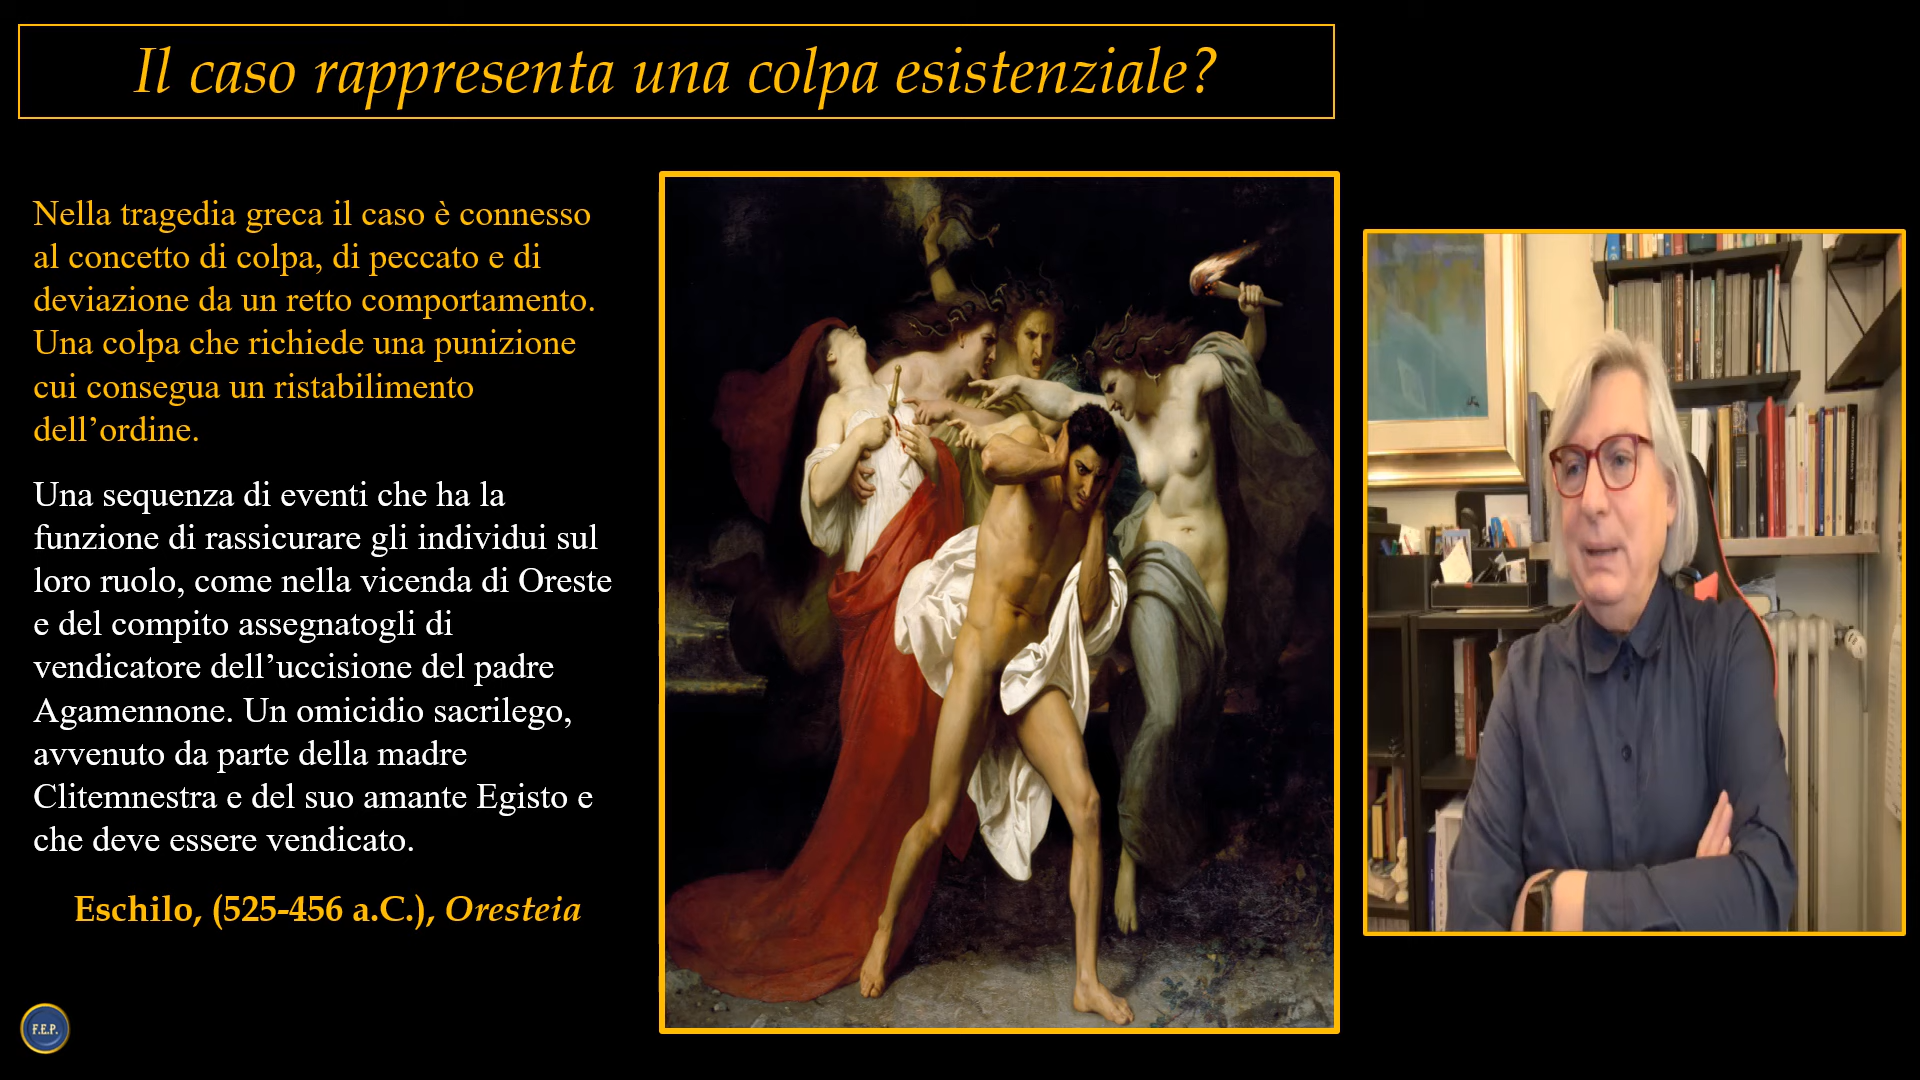 Il caso rappresenta una colpa esistenziale?
Nella tragedia greca il caso è connesso
al concetto di colpa, di peccato e di
deviazione da un retto comportamento.
Una colpa che richiede una punizione
cui consegua un ristabilimento
dell’ordine.
Una sequenza di eventi che ha la
funzione di rassicurare gli individui sul
loro ruolo, come nella vicenda di Oreste
e del compito assegnatogli di
vendicatore dell’uccisione del padre
Agamennone. Un omicidio sacrilego,
avvenuto da parte della madre
Clitemnestra e del suo amante Egisto e
che deve essere vendicato.
Eschilo, (525-456 a.C.), Oresteia
F.E.P.